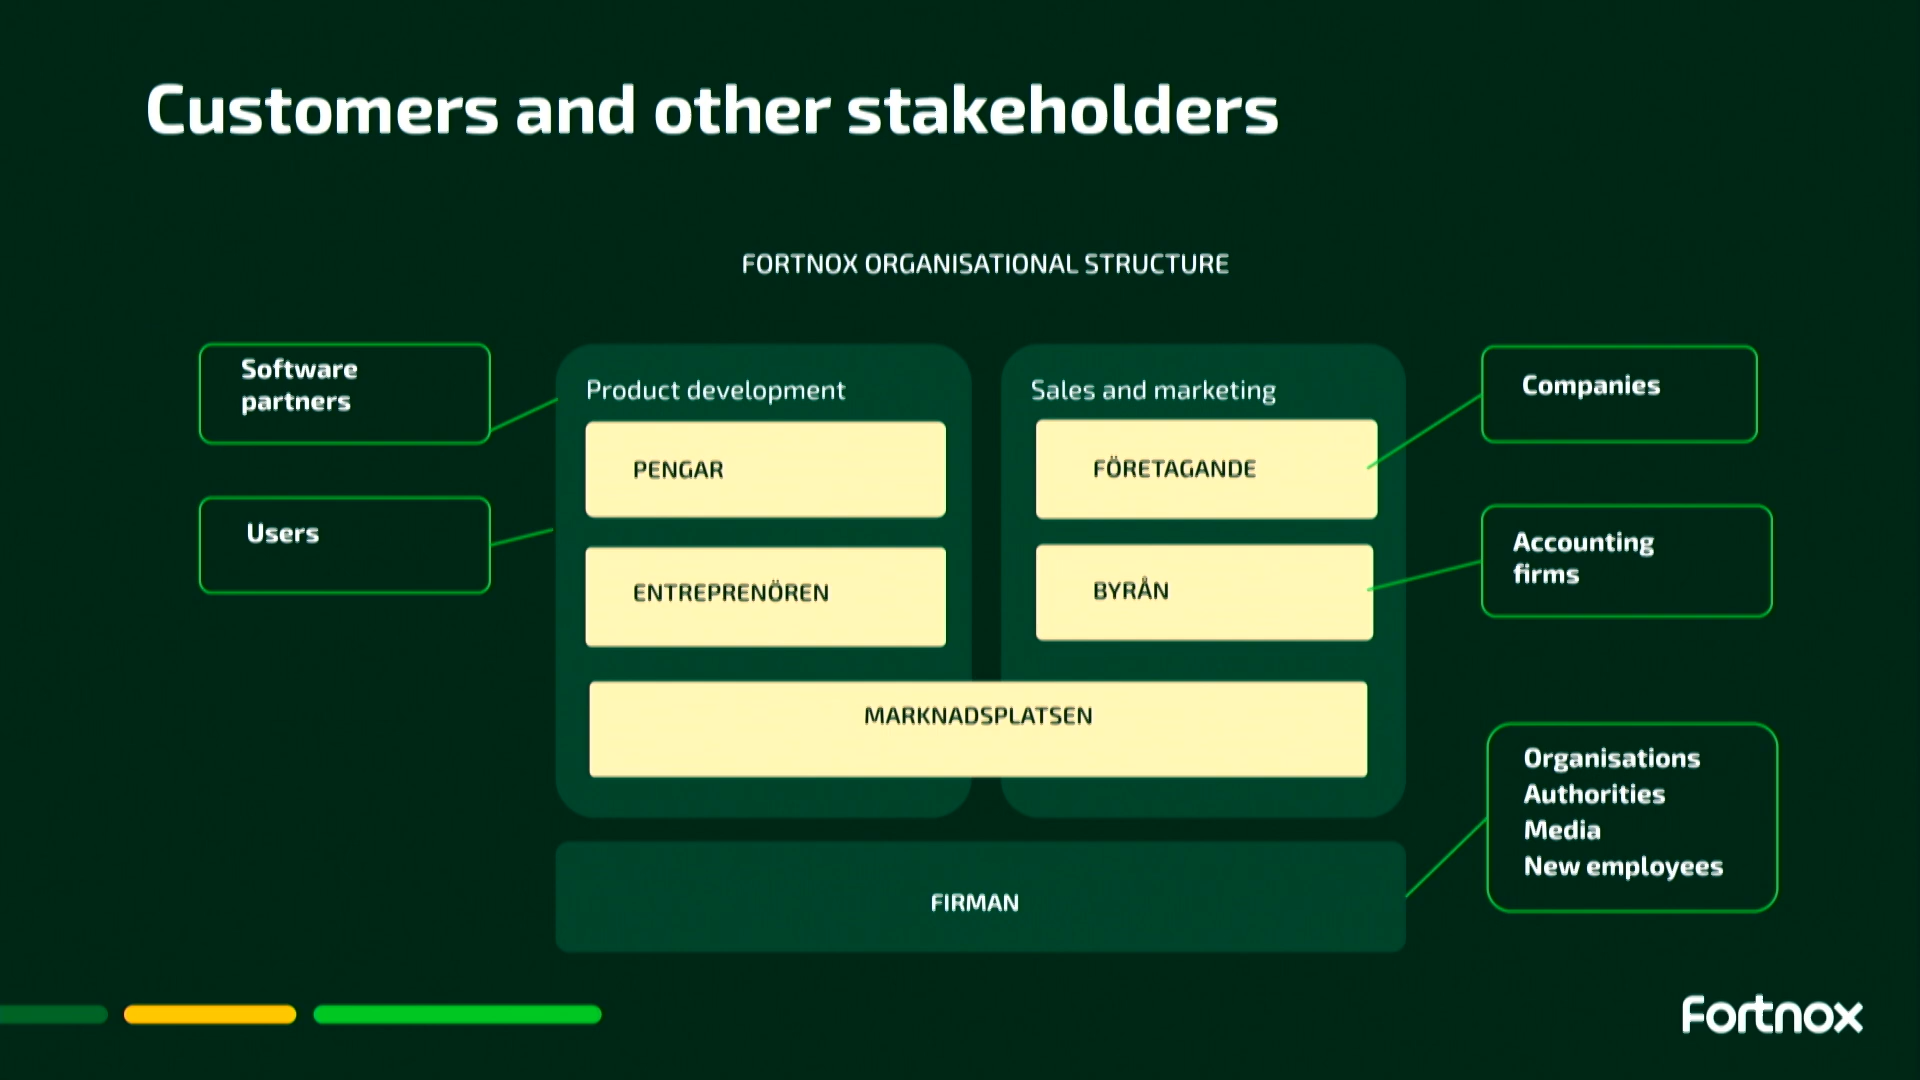 Customers and other stakeholders
FORTNOX ORGANISATIONAL STRUCTURE
Software
partners
Users
Product development
PENGAR
ENTREPRENÖREN
Sales and marketing
FÖRETAGANDE
BYRÅN
MARKNADSPLATSEN
FIRMAN
Companies
Accounting
firms
Organisations
Authorities
Media
New employees
Fortnox